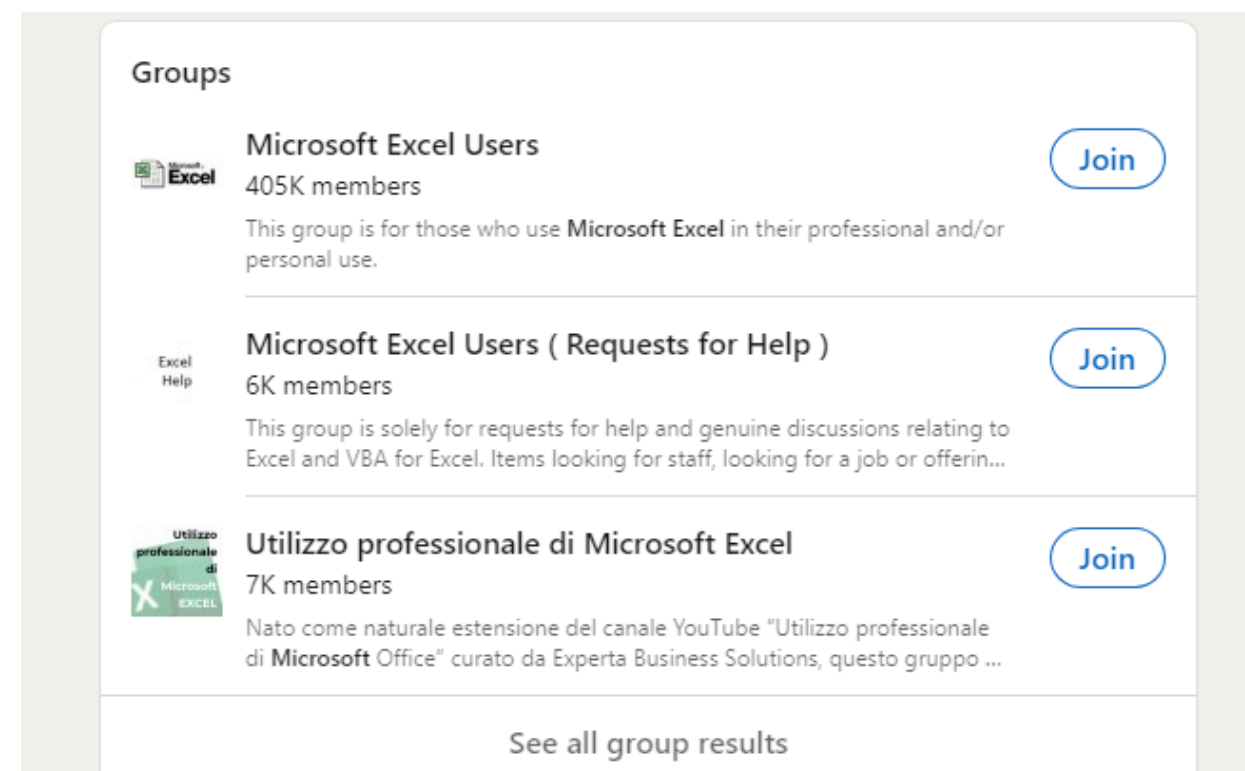 Groups
Microsoft Excel Users
405K members
Join
Microsoft
Excel
This group is for those who use Microsoft Excel in their professional and/or
personal use.
Microsoft Excel Users ( Requests for Help )
6K members
Join
Excel
Help
This group is solely for requests for help and genuine discussions relating to
Excel and VBA for Excel. Items looking for staff, looking for a job or offerin...
Utilizzo professionale di Microsoft Excel
7K members
Join
Utilizzo
professionale
di
Microsoft
EXCEL
Nato come naturale estensione del canale YouTube “Utilizzo professionale
di Microsoft Office” curato da Experta Business Solutions, questo gruppo ...
See all group results